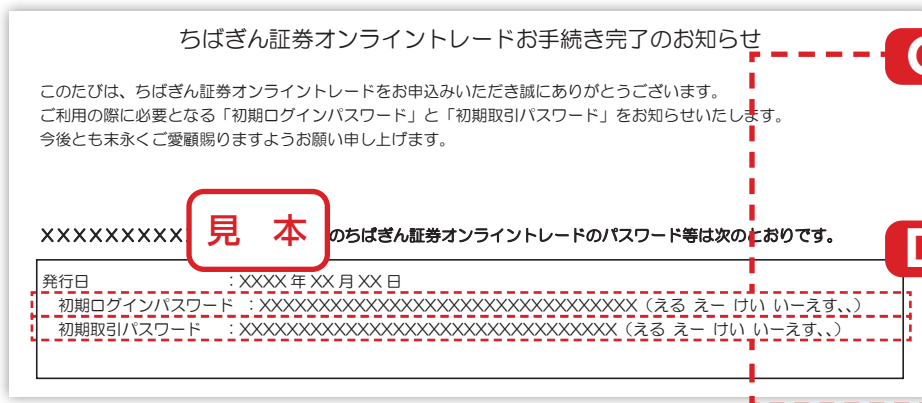 ちばぎん証券オンライントレードお手続き完了のお知らせ
このたびは、ちばぎん証券オンライントレードをお申込みいただき誠にありがとうございます。
ご利用の際に必要となる「初期ログインパスワード」と「初期取引パスワード」をお知らせいたします。
今後とも末永くご愛顧賜りますようお願い申し上げます。
見 本
XXXXXXXXX のちばぎん証券オンライントレードのパスワード等は次のとおりです。
発行日 :XXXX 年 XX 月 XX 日
初期ログインパスワード :XXXXXXXXXXXXXXXXXXXXXXXXXXXXXXXX(える えー けい いーえす、、)
初期取引パスワード :XXXXXXXXXXXXXXXXXXXXXXXXXXXXXXXX(える えー けい いーえす、、)